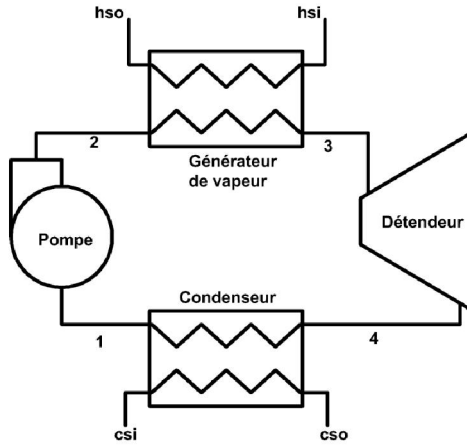 hso
hsi
2
3
Générateur
de vapeur
Pompe
Détendeur
Condenseur
1
4
csi
cso